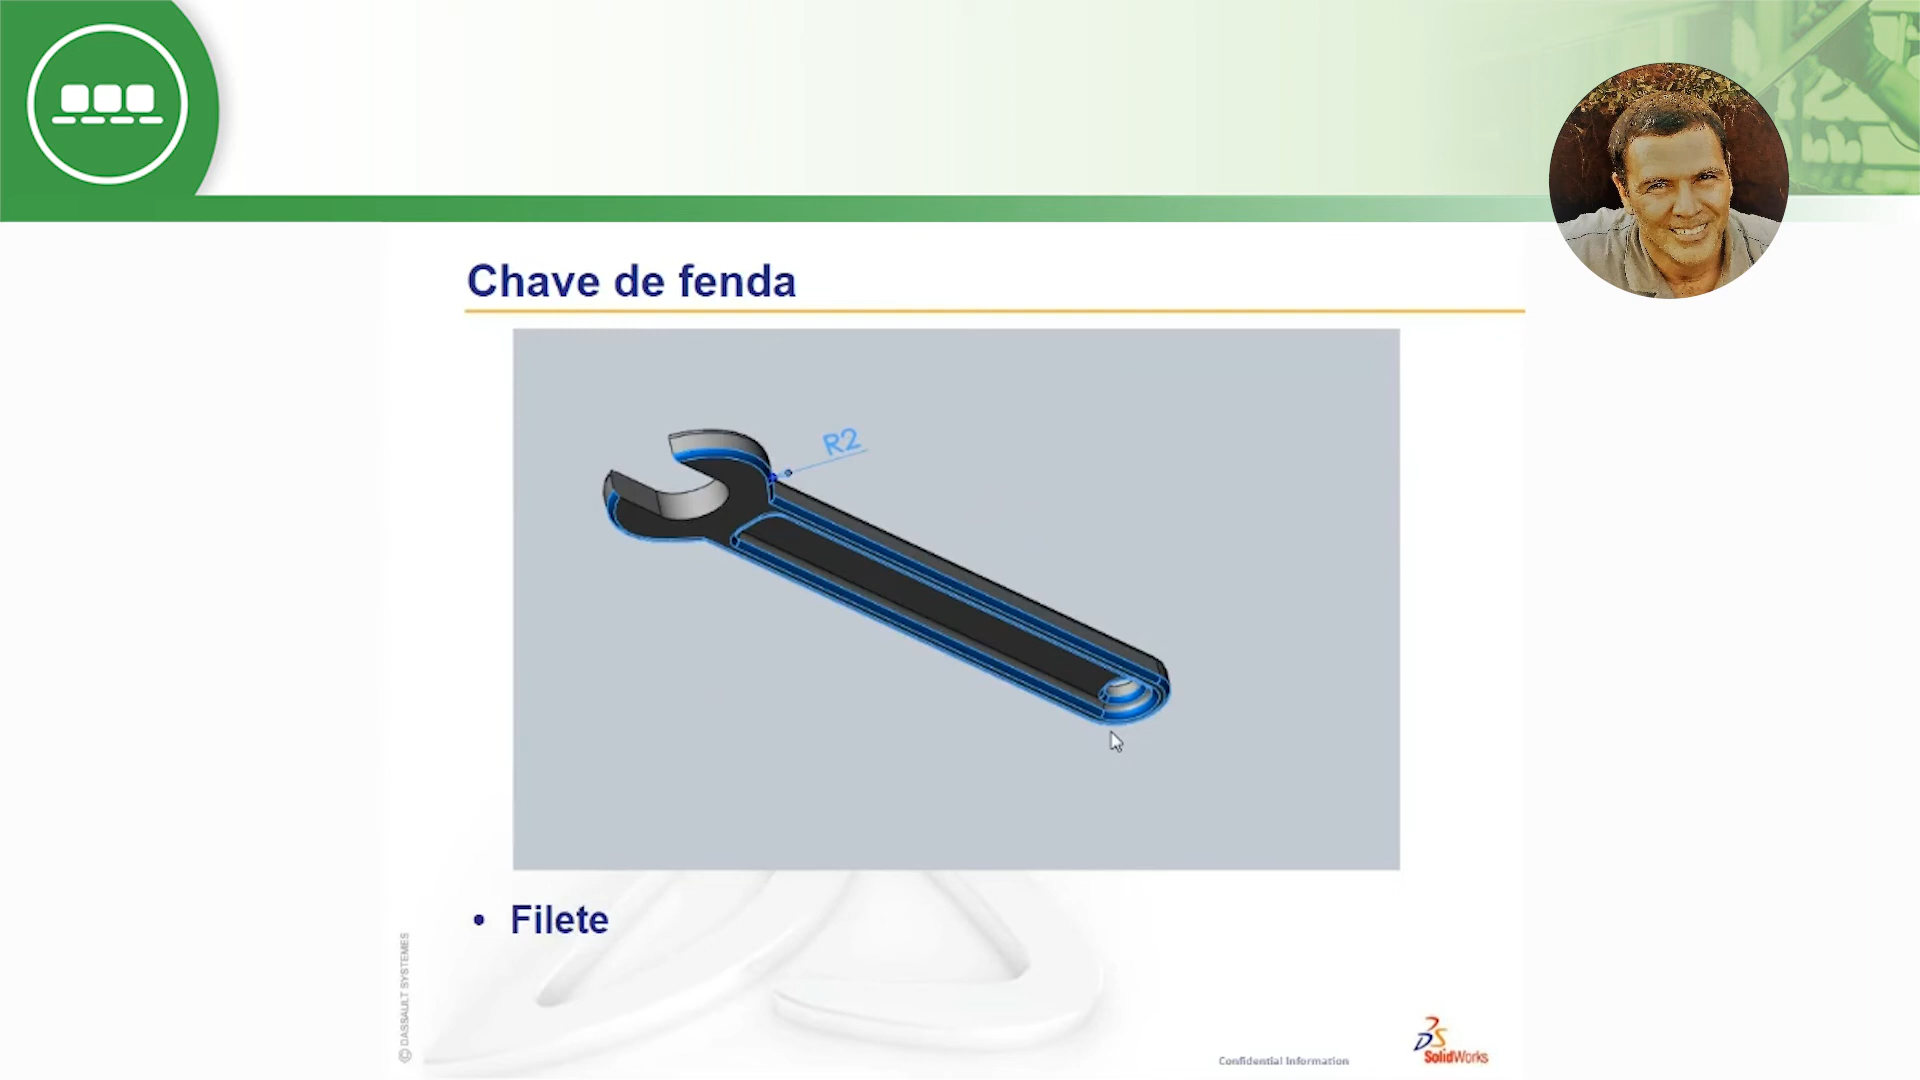 Chave de fenda
R2
• Filete
© DASSAULT SYSTEMES
Confidential Information
SolidWorks